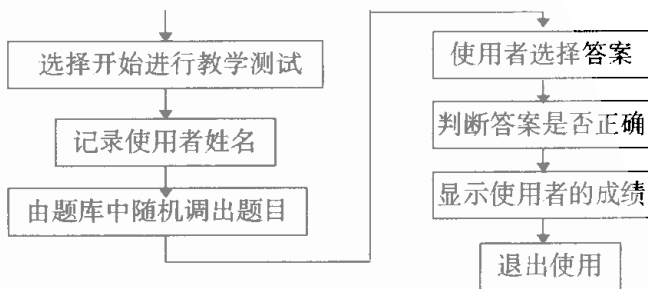 选择开始进行教学测试
记录使用者姓名
由题库中随机调出题目
使用者选择答案
判断答案是否正确
显示使用者的成绩
退出使用